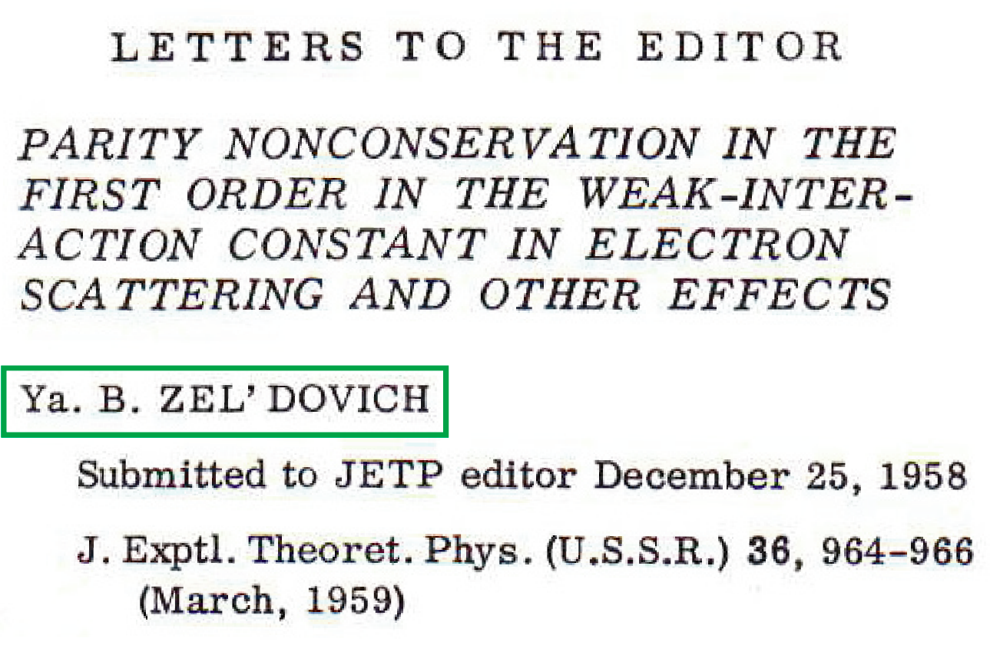 LETTERS TO THE EDITOR
PARITY NONCONSERVATION IN THE
FIRST ORDER IN THE WEAK-INTER-
ACTION CONSTANT IN ELECTRON
SCATTERING AND OTHER EFFECTS
Ya. B. ZEL'DOVICH
Submitted to JETP editor December 25, 1958
J. Exptl. Theoret. Phys. (U.S.S.R.) 36, 964-966
(March, 1959)